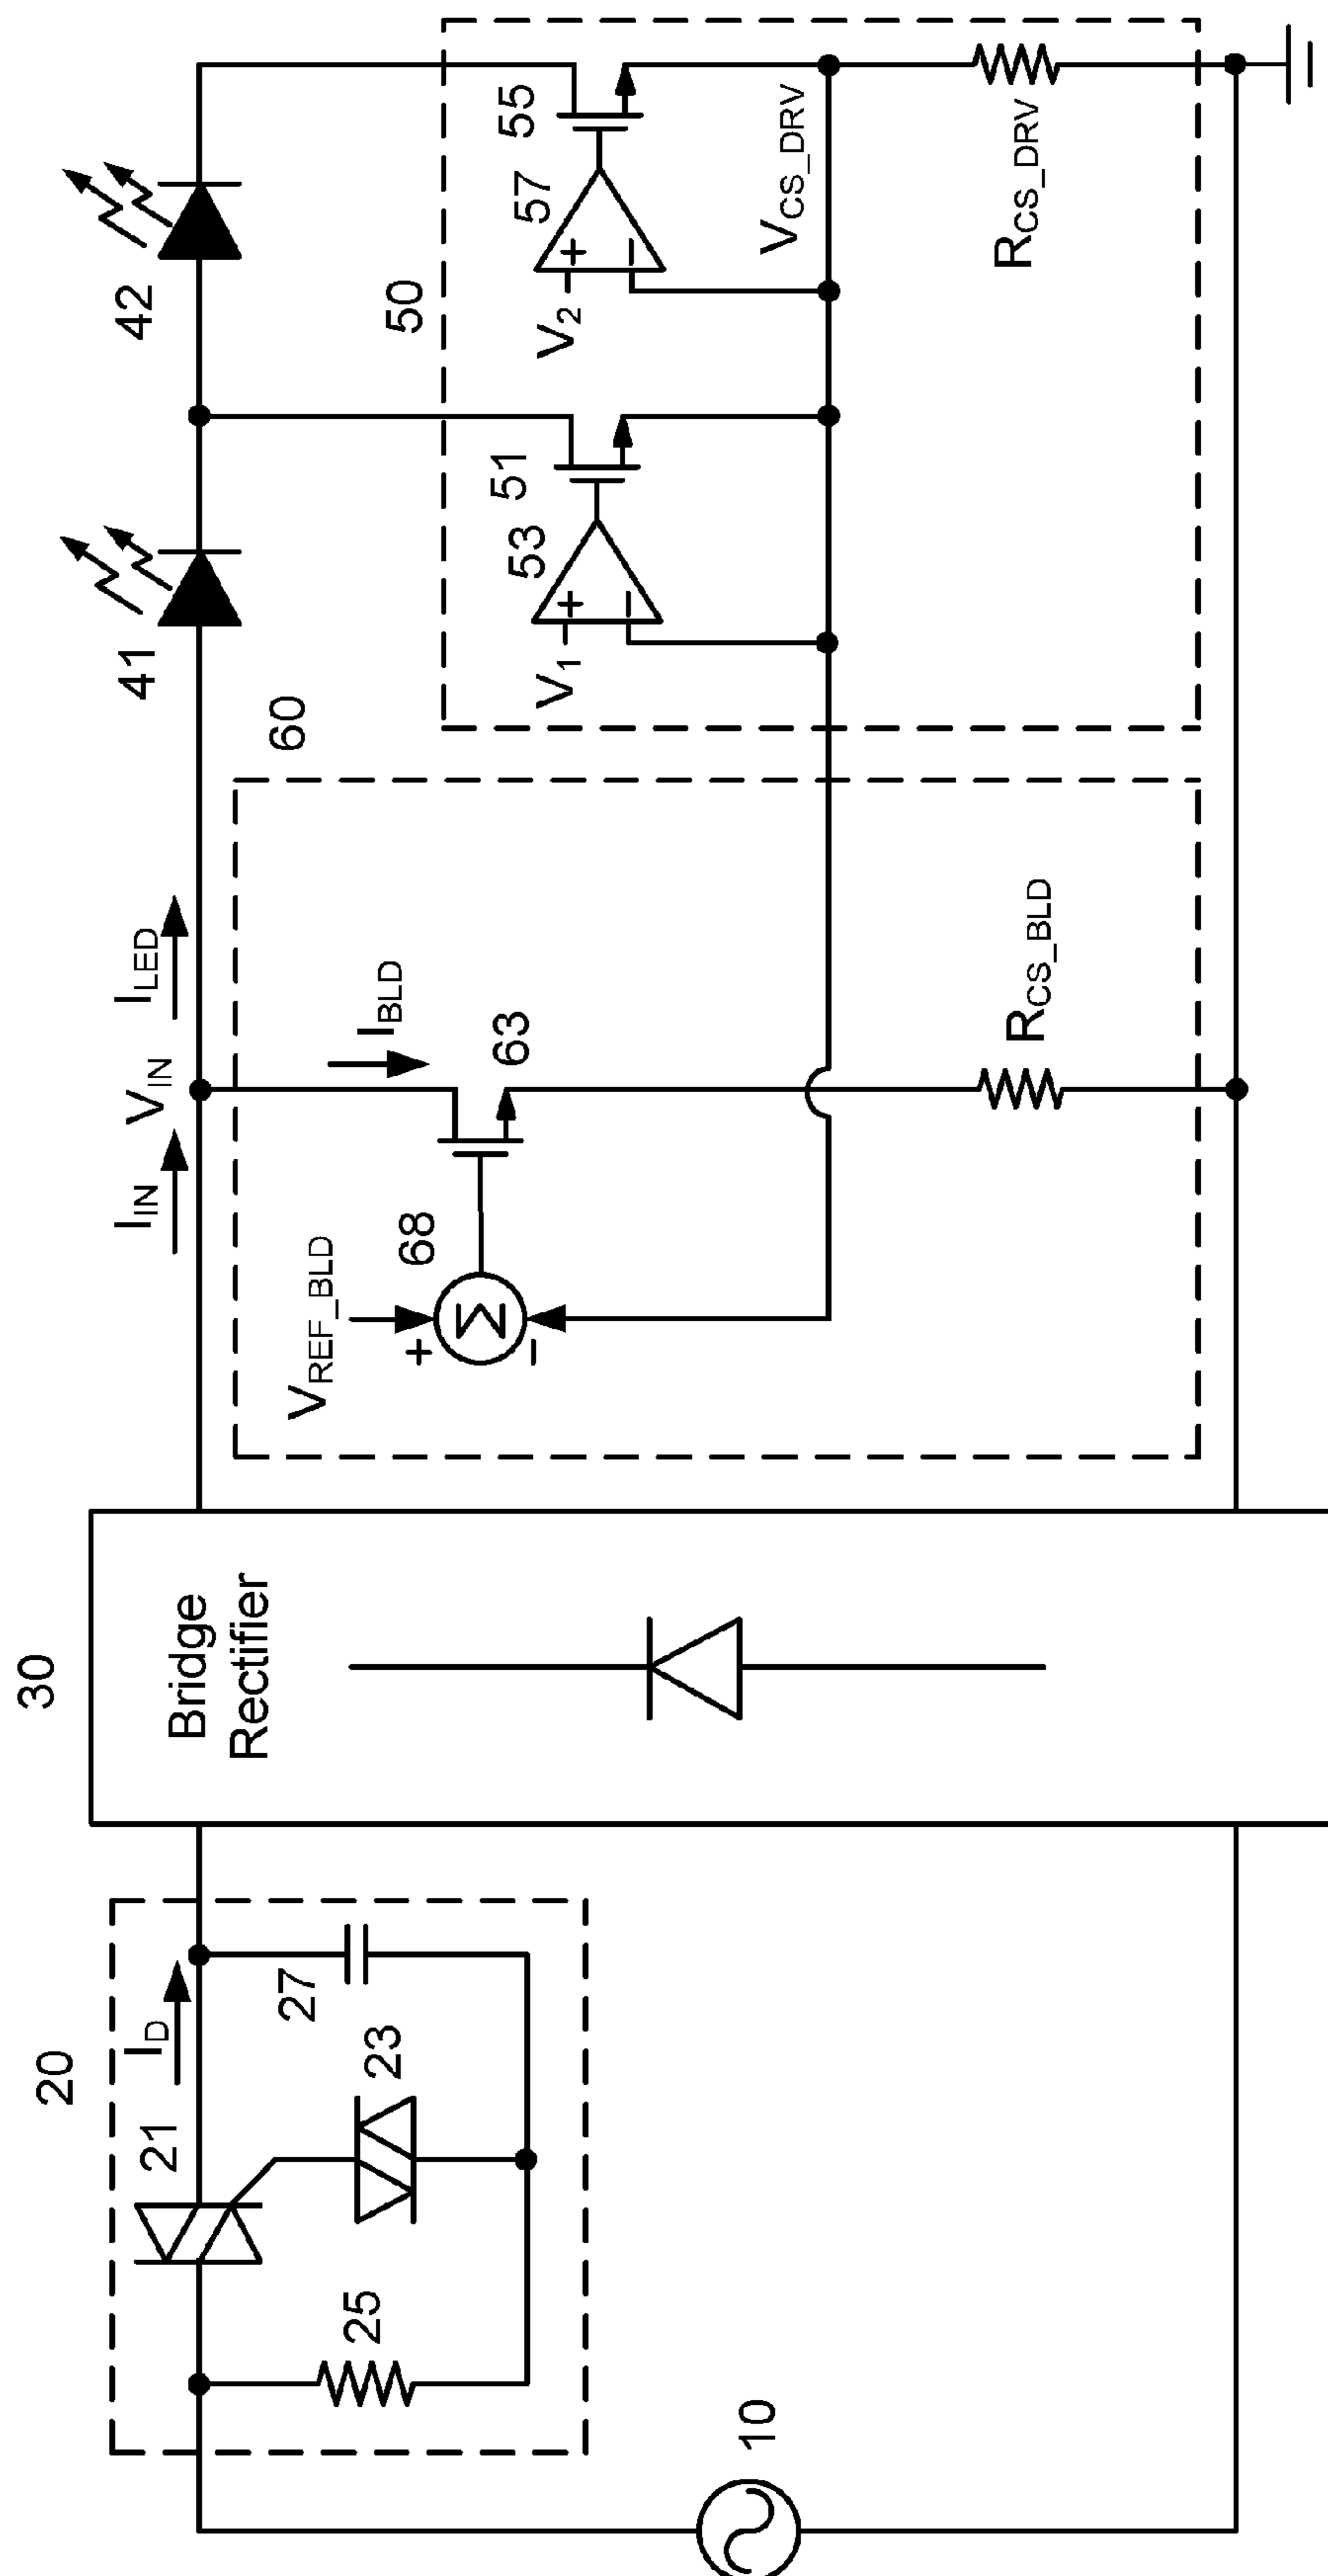 10
20
25
21
I_D
23
27
30
Bridge
Rectifier
I_IN
V_IN
I_LED
V_REF_BLD
+
68
−
63
I_BLD
R_CS_BLD
60
41
42
50
V_1
+
−
53
51
V_2
+
−
57
55
V_CS_DRV
R_CS_DRV
Σ